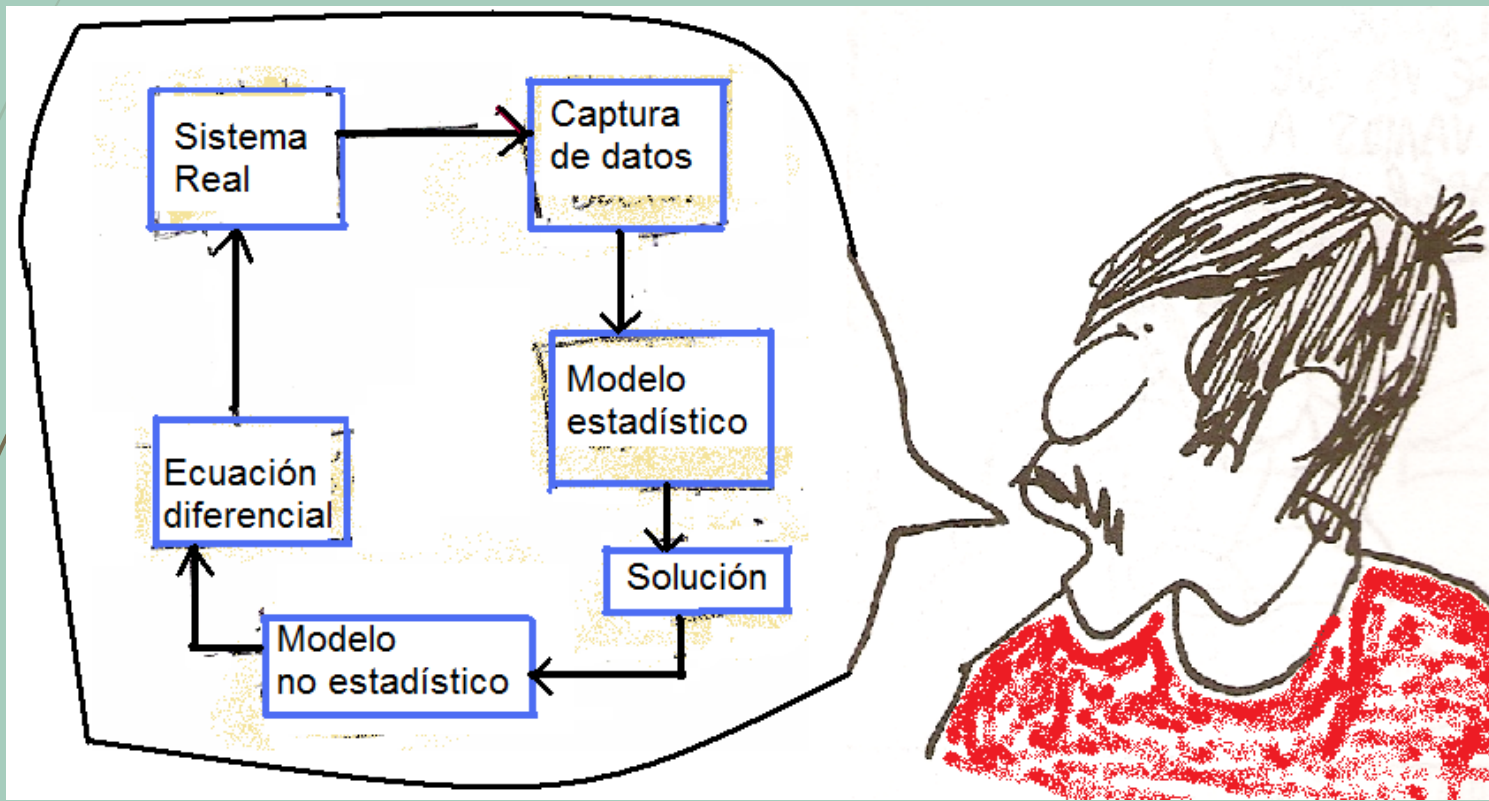 Sistema
Real
Captura
de datos
Modelo
estadístico
Solución
Modelo
no estadístico
Ecuación
diferencial